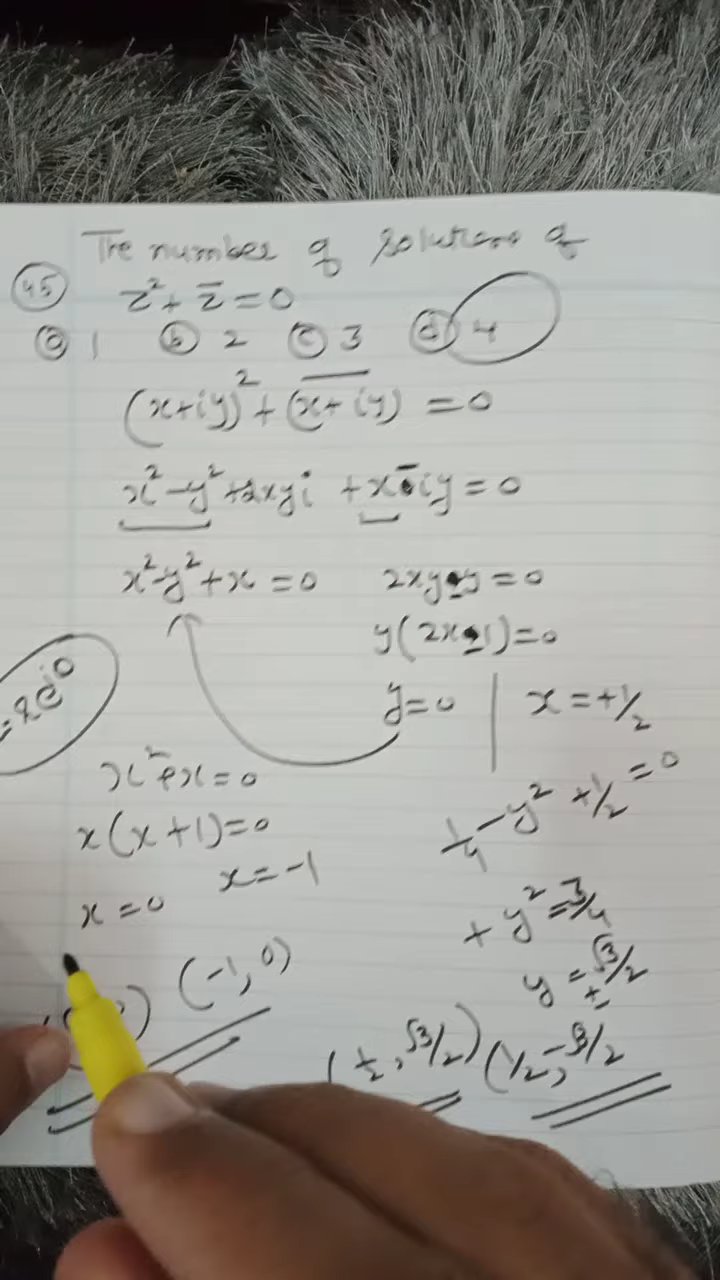 The number of solutions of
45 z² + z̅ = 0
ⓐ 1 ⓑ 2 ⓒ 3 ⓓ 4
(x+iy)² + (x+iy)‾ = 0
x²-y²+2xyi +x-iy = 0
x²-y²+x = 0 2xy-y = 0
y(2x-1)=0
y=0 | x = +1/2
x²+x=0
x(x+1)=0
x=0 x=-1
(-1, 0)
1/4 - y² + 1/2 = 0
+ y² = 3/4
y = ± √3/2
(1/2, √3/2) (1/2, -√3/2)